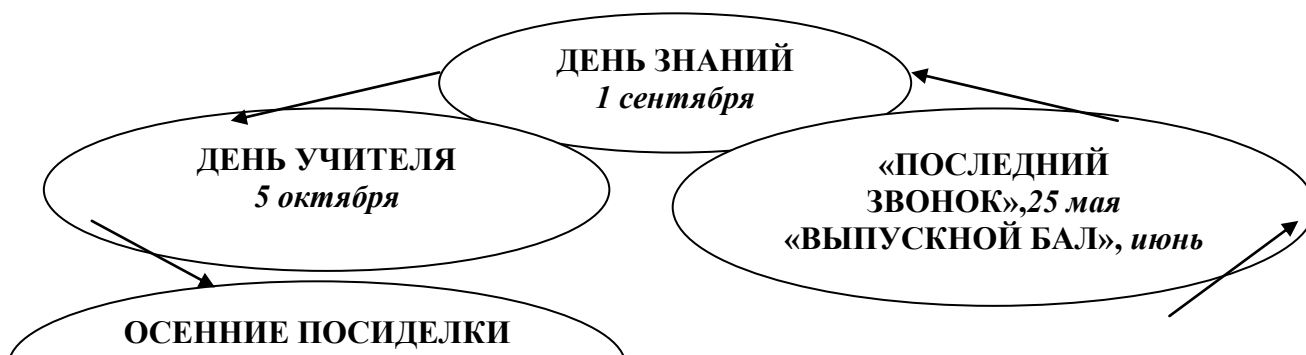 ДЕНЬ ЗНАНИЙ
1 сентября
ДЕНЬ УЧИТЕЛЯ
5 октября
«ПОСЛЕДНИЙ
ЗВОНОК»,25 мая
«ВЫПУСКНОЙ БАЛ», июнь
ОСЕННИЕ ПОСИДЕЛКИ